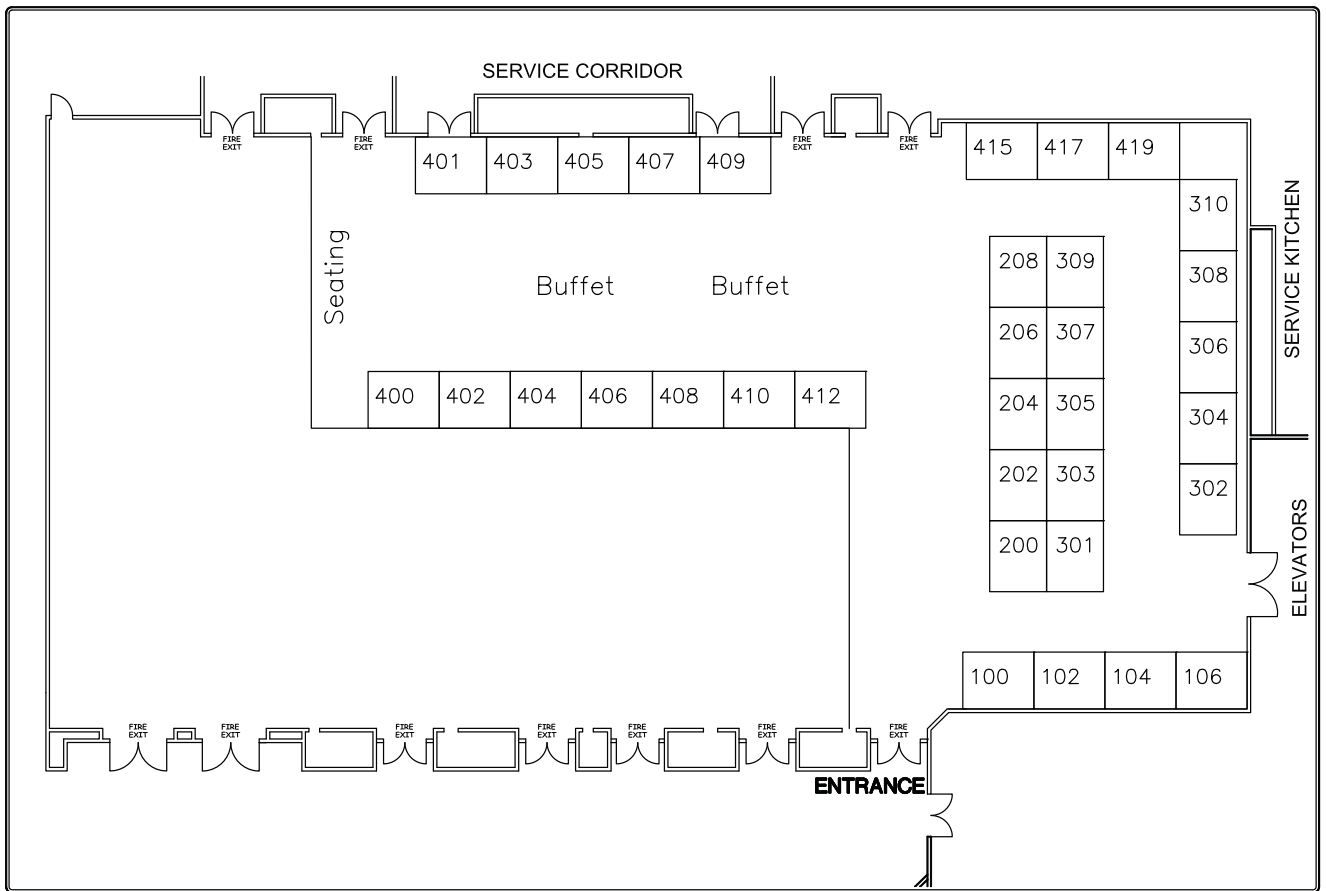 SERVICE CORRIDOR
FIRE
EXIT
FIRE
EXIT
FIRE
EXIT
FIRE
EXIT
401 403 405 407 409
415 417 419
310
308
306
304
302
SERVICE KITCHEN
Seating
Buffet Buffet
208 309
206 307
204 305
202 303
200 301
400 402 404 406 408 410 412
ELEVATORS
100 102 104 106
FIRE
EXIT
FIRE
EXIT
FIRE
EXIT
FIRE
EXIT
FIRE
EXIT
FIRE
EXIT
FIRE
EXIT
ENTRANCE